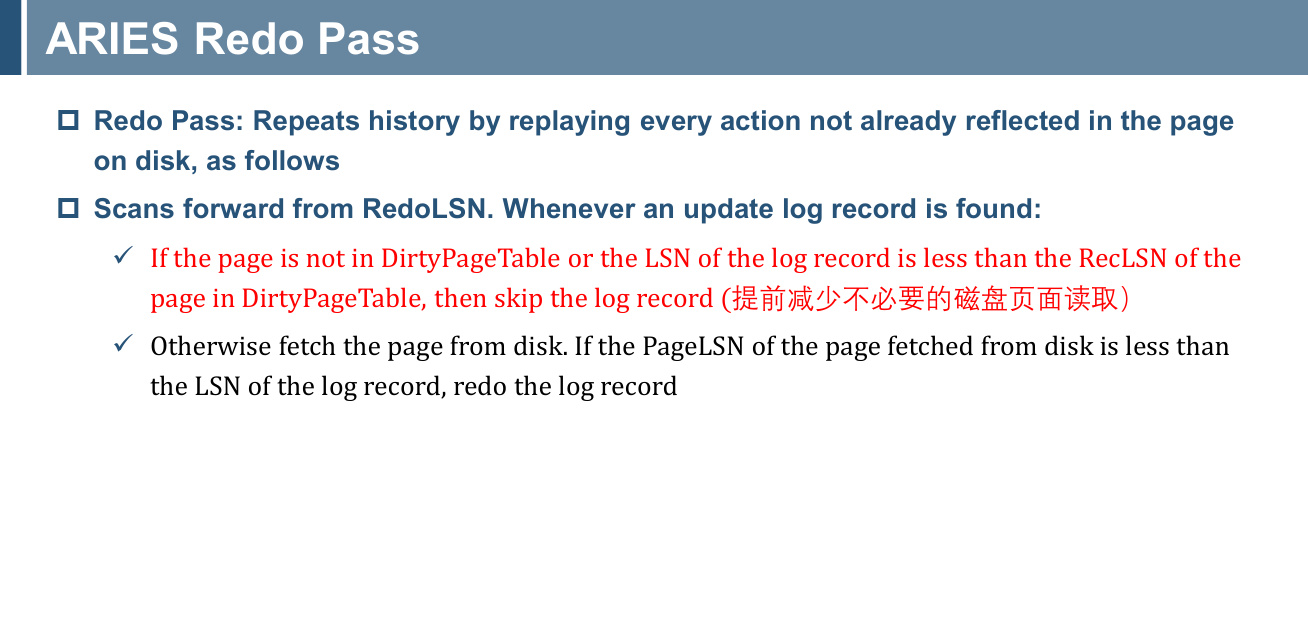 ARIES Redo Pass
Redo Pass: Repeats history by replaying every action not already reflected in the page
on disk, as follows
Scans forward from RedoLSN. Whenever an update log record is found:
If the page is not in DirtyPageTable or the LSN of the log record is less than the RecLSN of the
page in DirtyPageTable, then skip the log record (提前减少不必要的磁盘页面读取）
Otherwise fetch the page from disk. If the PageLSN of the page fetched from disk is less than
the LSN of the log record, redo the log record